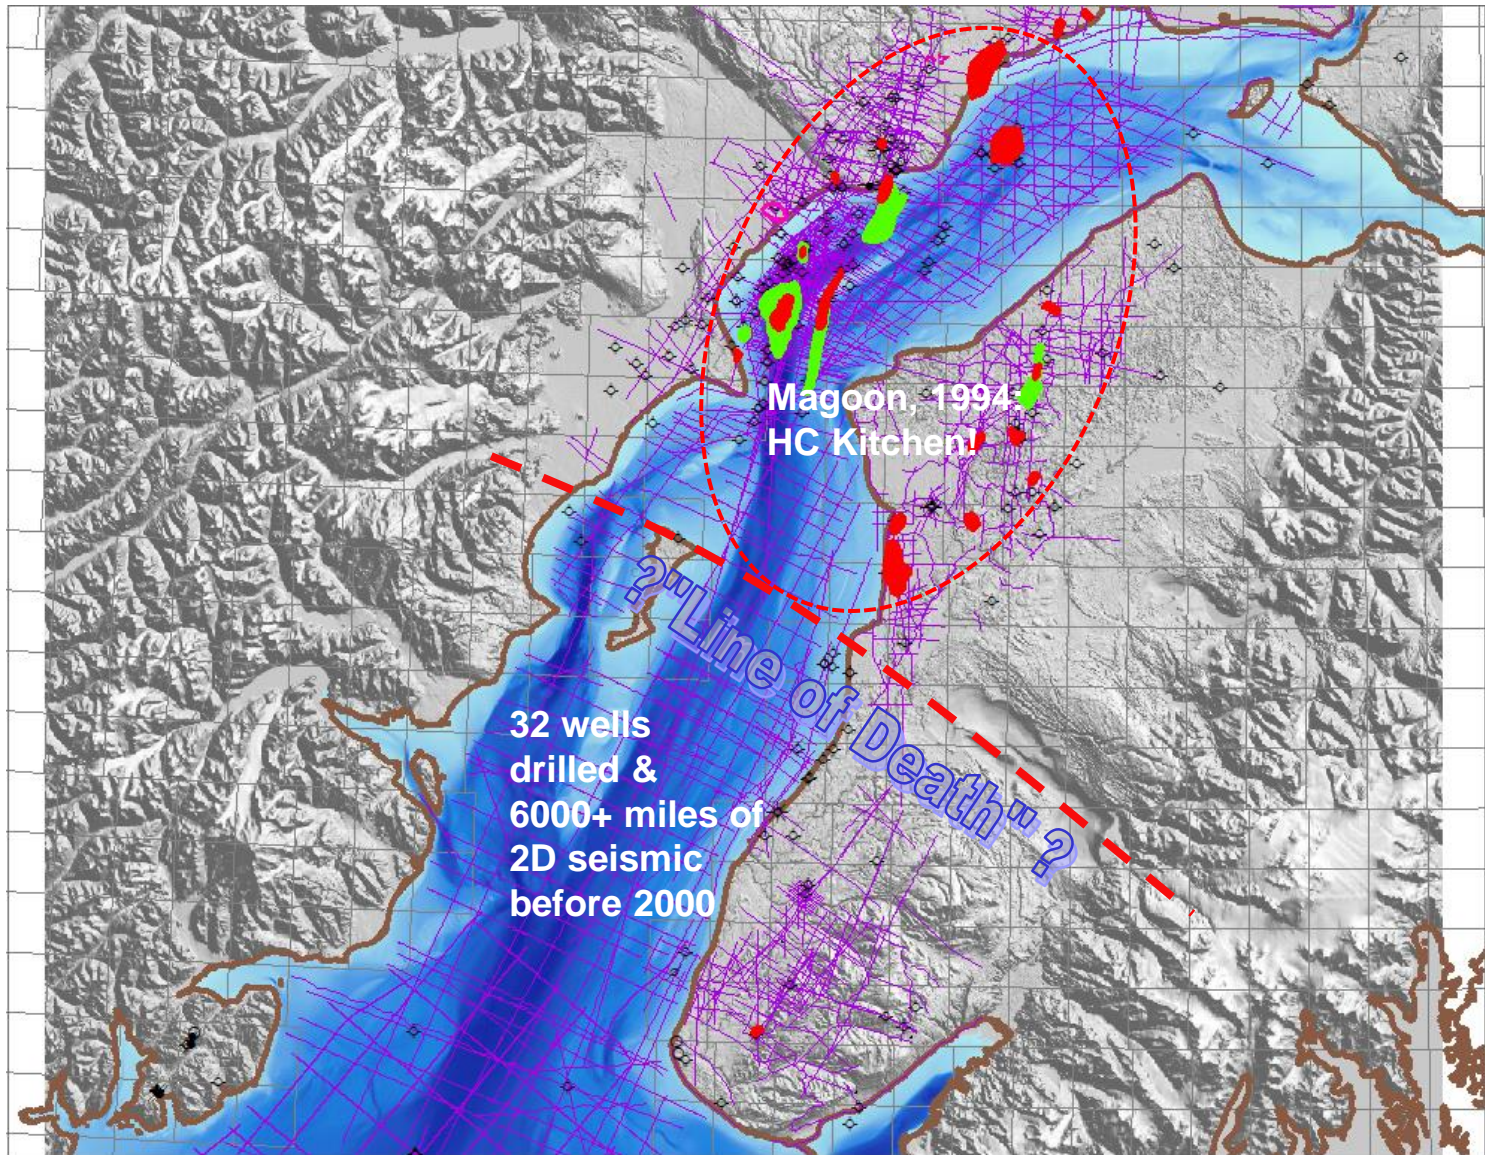 Magoon, 1994:
HC Kitchen!
?"Line of Death" ?
32 wells
drilled &
6000+ miles of
2D seismic
before 2000